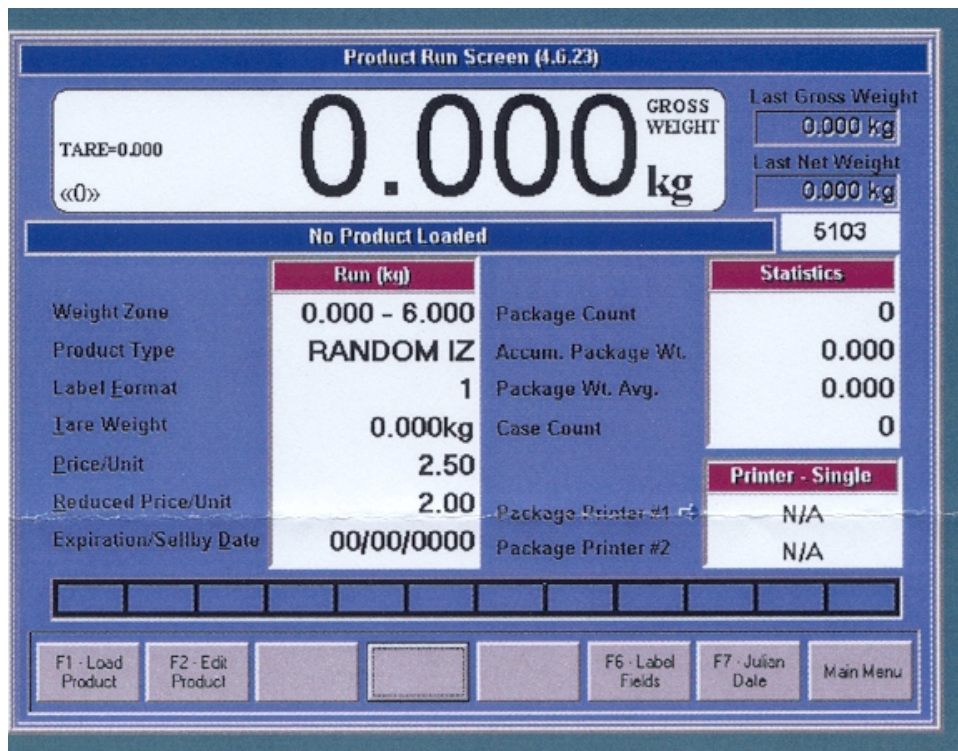 Product Run Screen (4.6.23)
TARE=0.000
«0»
0.000
GROSS
WEIGHT
kg
Last Gross Weight
0.000 kg
Last Net Weight
0.000 kg
No Product Loaded
5103
Run (kg)
Statistics
Weight Zone 0.000 - 6.000 Package Count 0
Product Type RANDOM IZ Accum. Package Wt. 0.000
Label Format 1 Package Wt. Avg. 0.000
Tare Weight 0.000kg Case Count 0
Price/Unit 2.50
Printer - Single
Reduced Price/Unit 2.00 Package Printer #1 N/A
Expiration/Sellby Date 00/00/0000 Package Printer #2 N/A
F1 - Load
Product
F2 - Edit
Product
F6 - Label
Fields
F7 - Julian
Date
Main Menu